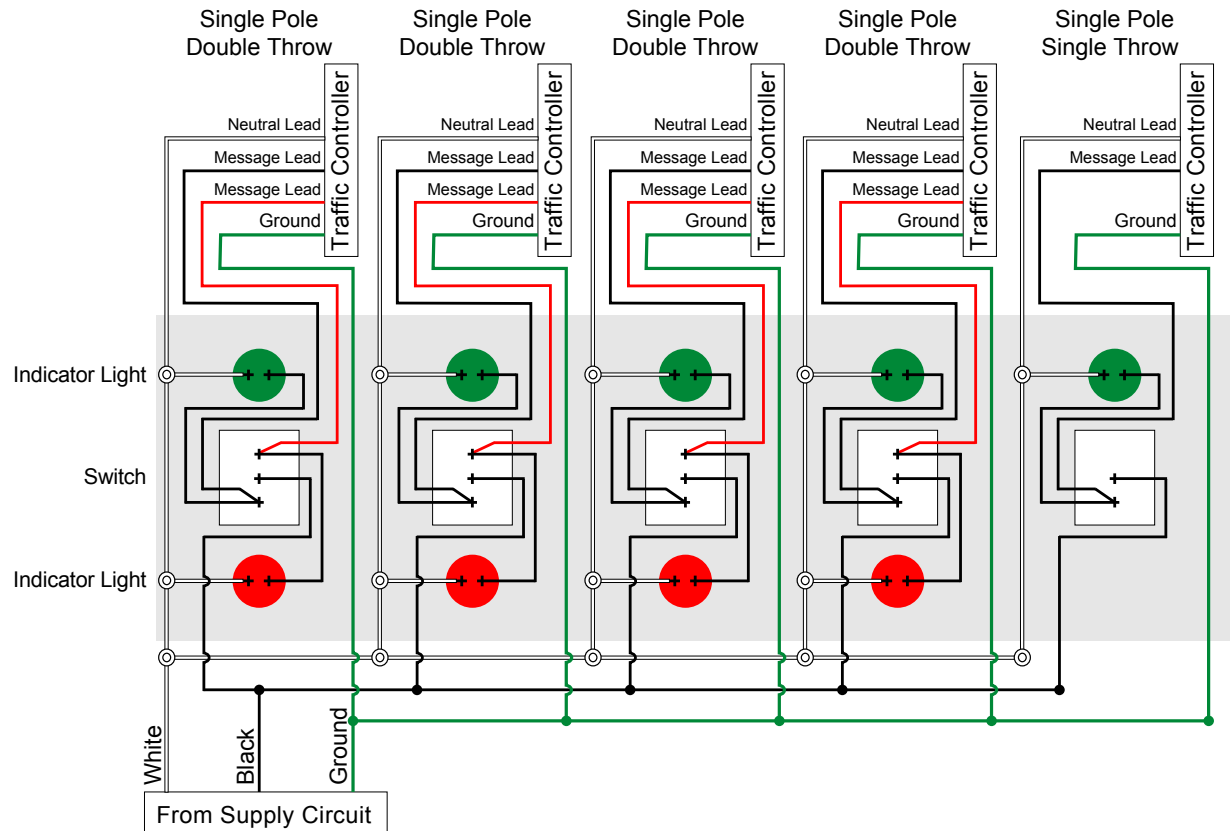 Single Pole
Double Throw
Single Pole
Double Throw
Single Pole
Double Throw
Single Pole
Double Throw
Single Pole
Single Throw
Neutral Lead
Message Lead
Message Lead
Ground
Traffic Controller
Neutral Lead
Message Lead
Message Lead
Ground
Traffic Controller
Neutral Lead
Message Lead
Message Lead
Ground
Traffic Controller
Neutral Lead
Message Lead
Message Lead
Ground
Traffic Controller
Neutral Lead
Message Lead
Ground
Traffic Controller
Indicator Light
Switch
Indicator Light
White
Black
Ground
From Supply Circuit